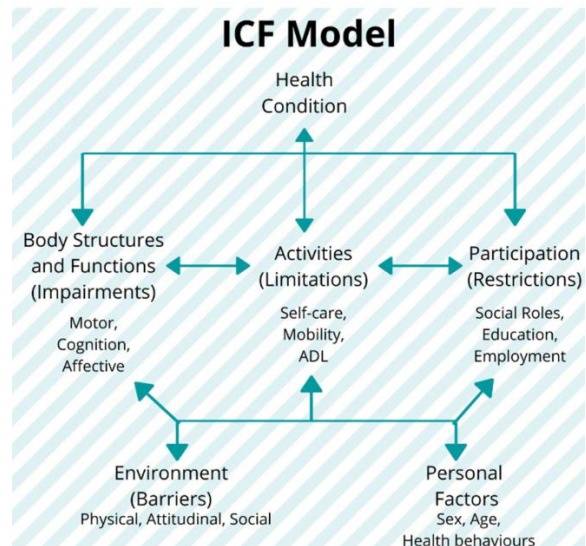 ICF Model
Health
Condition
Body Structures
and Functions
(Impairments)
Motor,
Cognition,
Affective
Activities
(Limitations)
Self-care,
Mobility,
ADL
Participation
(Restrictions)
Social Roles,
Education,
Employment
Environment
(Barriers)
Physical, Attitudinal, Social
Personal
Factors
Sex, Age,
Health behaviours